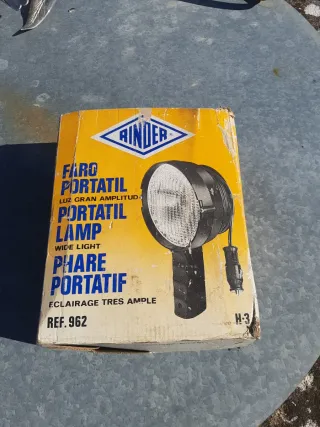 RINDER
FARO
PORTATIL
LUZ GRAN AMPLITUD
PORTATIL
LAMP
WIDE LIGHT
PHARE
PORTATIF
ECLAIRAGE TRES AMPLE
REF. 962
H-3